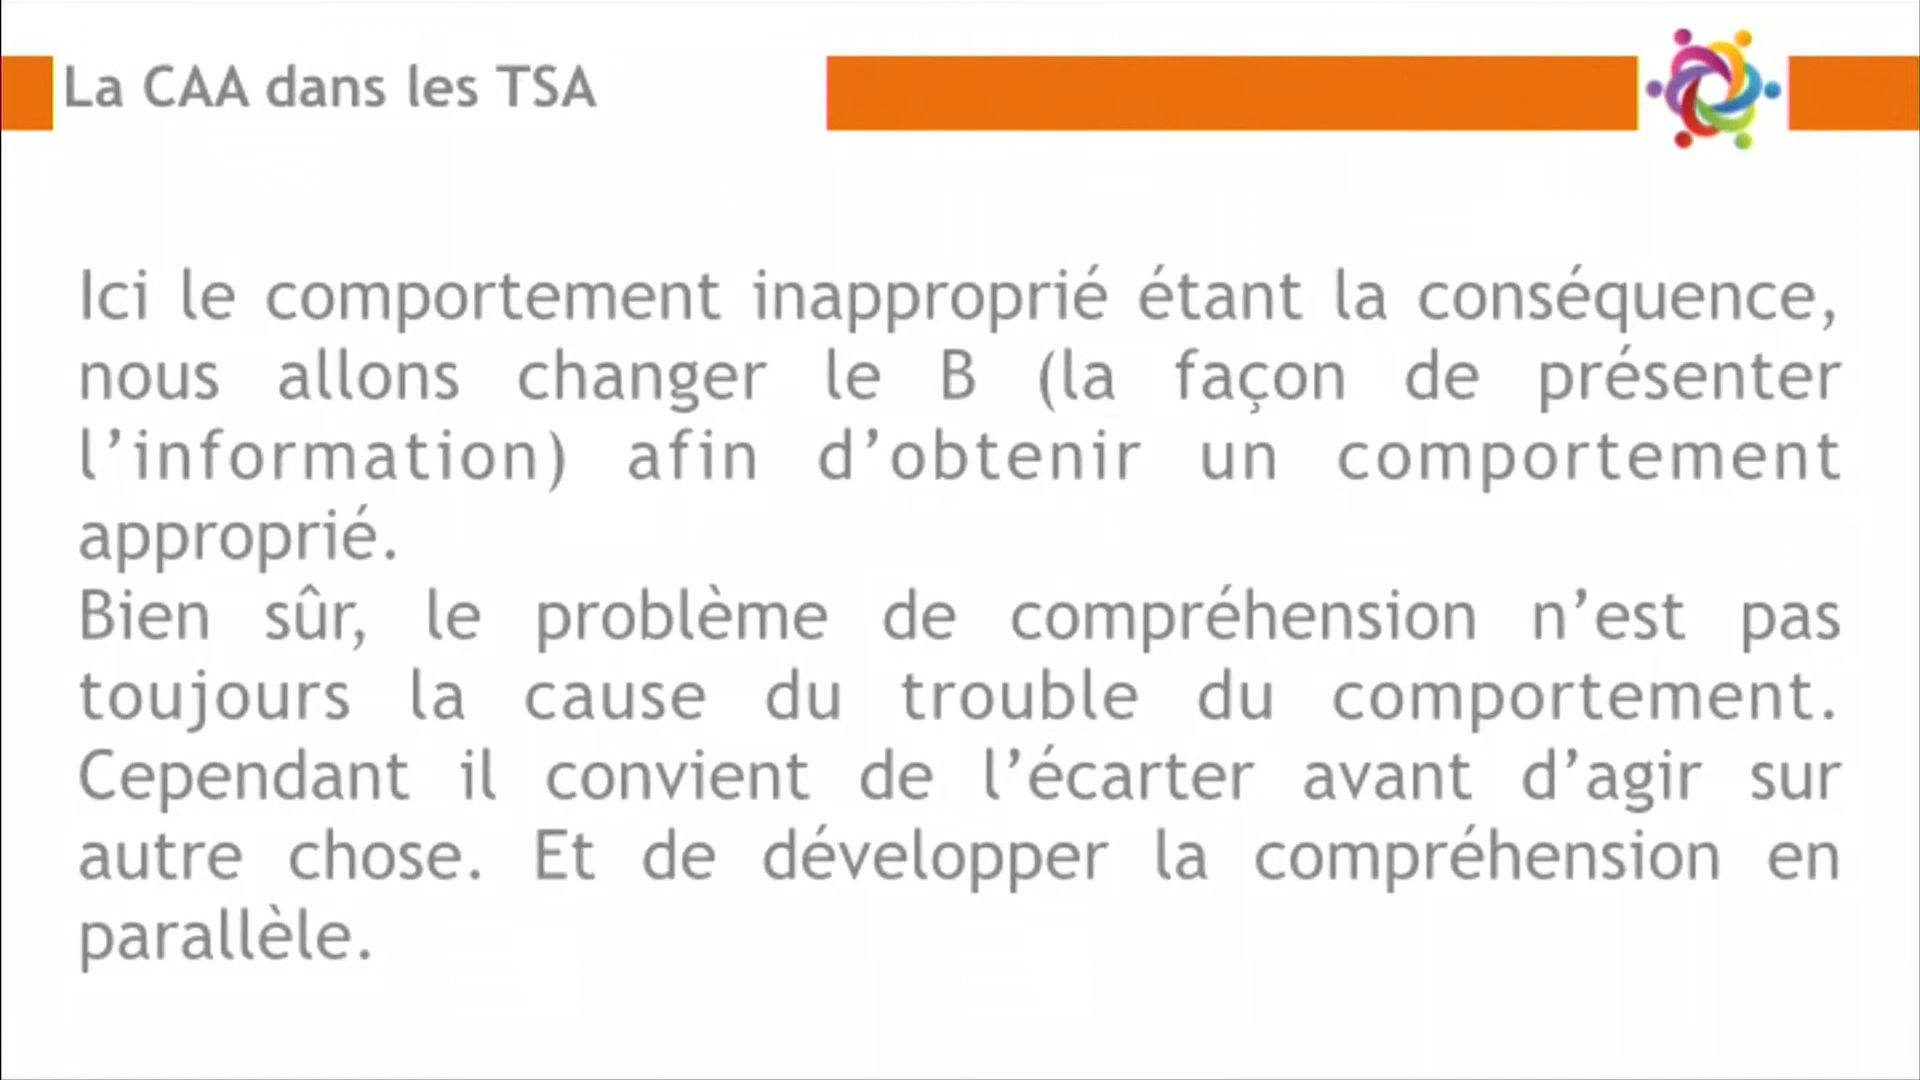 La CAA dans les TSA
Ici le comportement inapproprié étant la conséquence,
nous allons changer le B (la façon de présenter
l’information) afin d’obtenir un comportement
approprié.
Bien sûr, le problème de compréhension n’est pas
toujours la cause du trouble du comportement.
Cependant il convient de l’écarter avant d’agir sur
autre chose. Et de développer la compréhension en
parallèle.